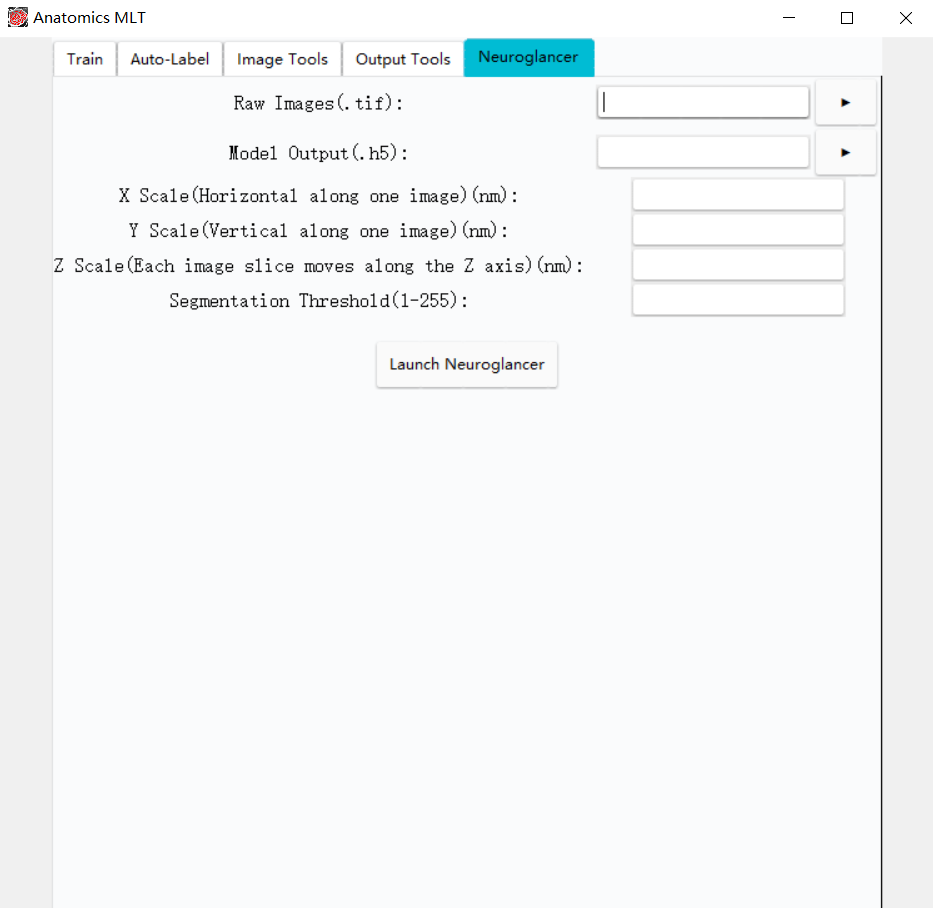 Anatomics MLT
Train Auto-Label Image Tools Output Tools Neuroglancer
Raw Images(.tif):
Model Output(.h5):
X Scale(Horizontal along one image)(nm):
Y Scale(Vertical along one image)(nm):
Z Scale(Each image slice moves along the Z axis)(nm):
Segmentation Threshold(1-255):
Launch Neuroglancer